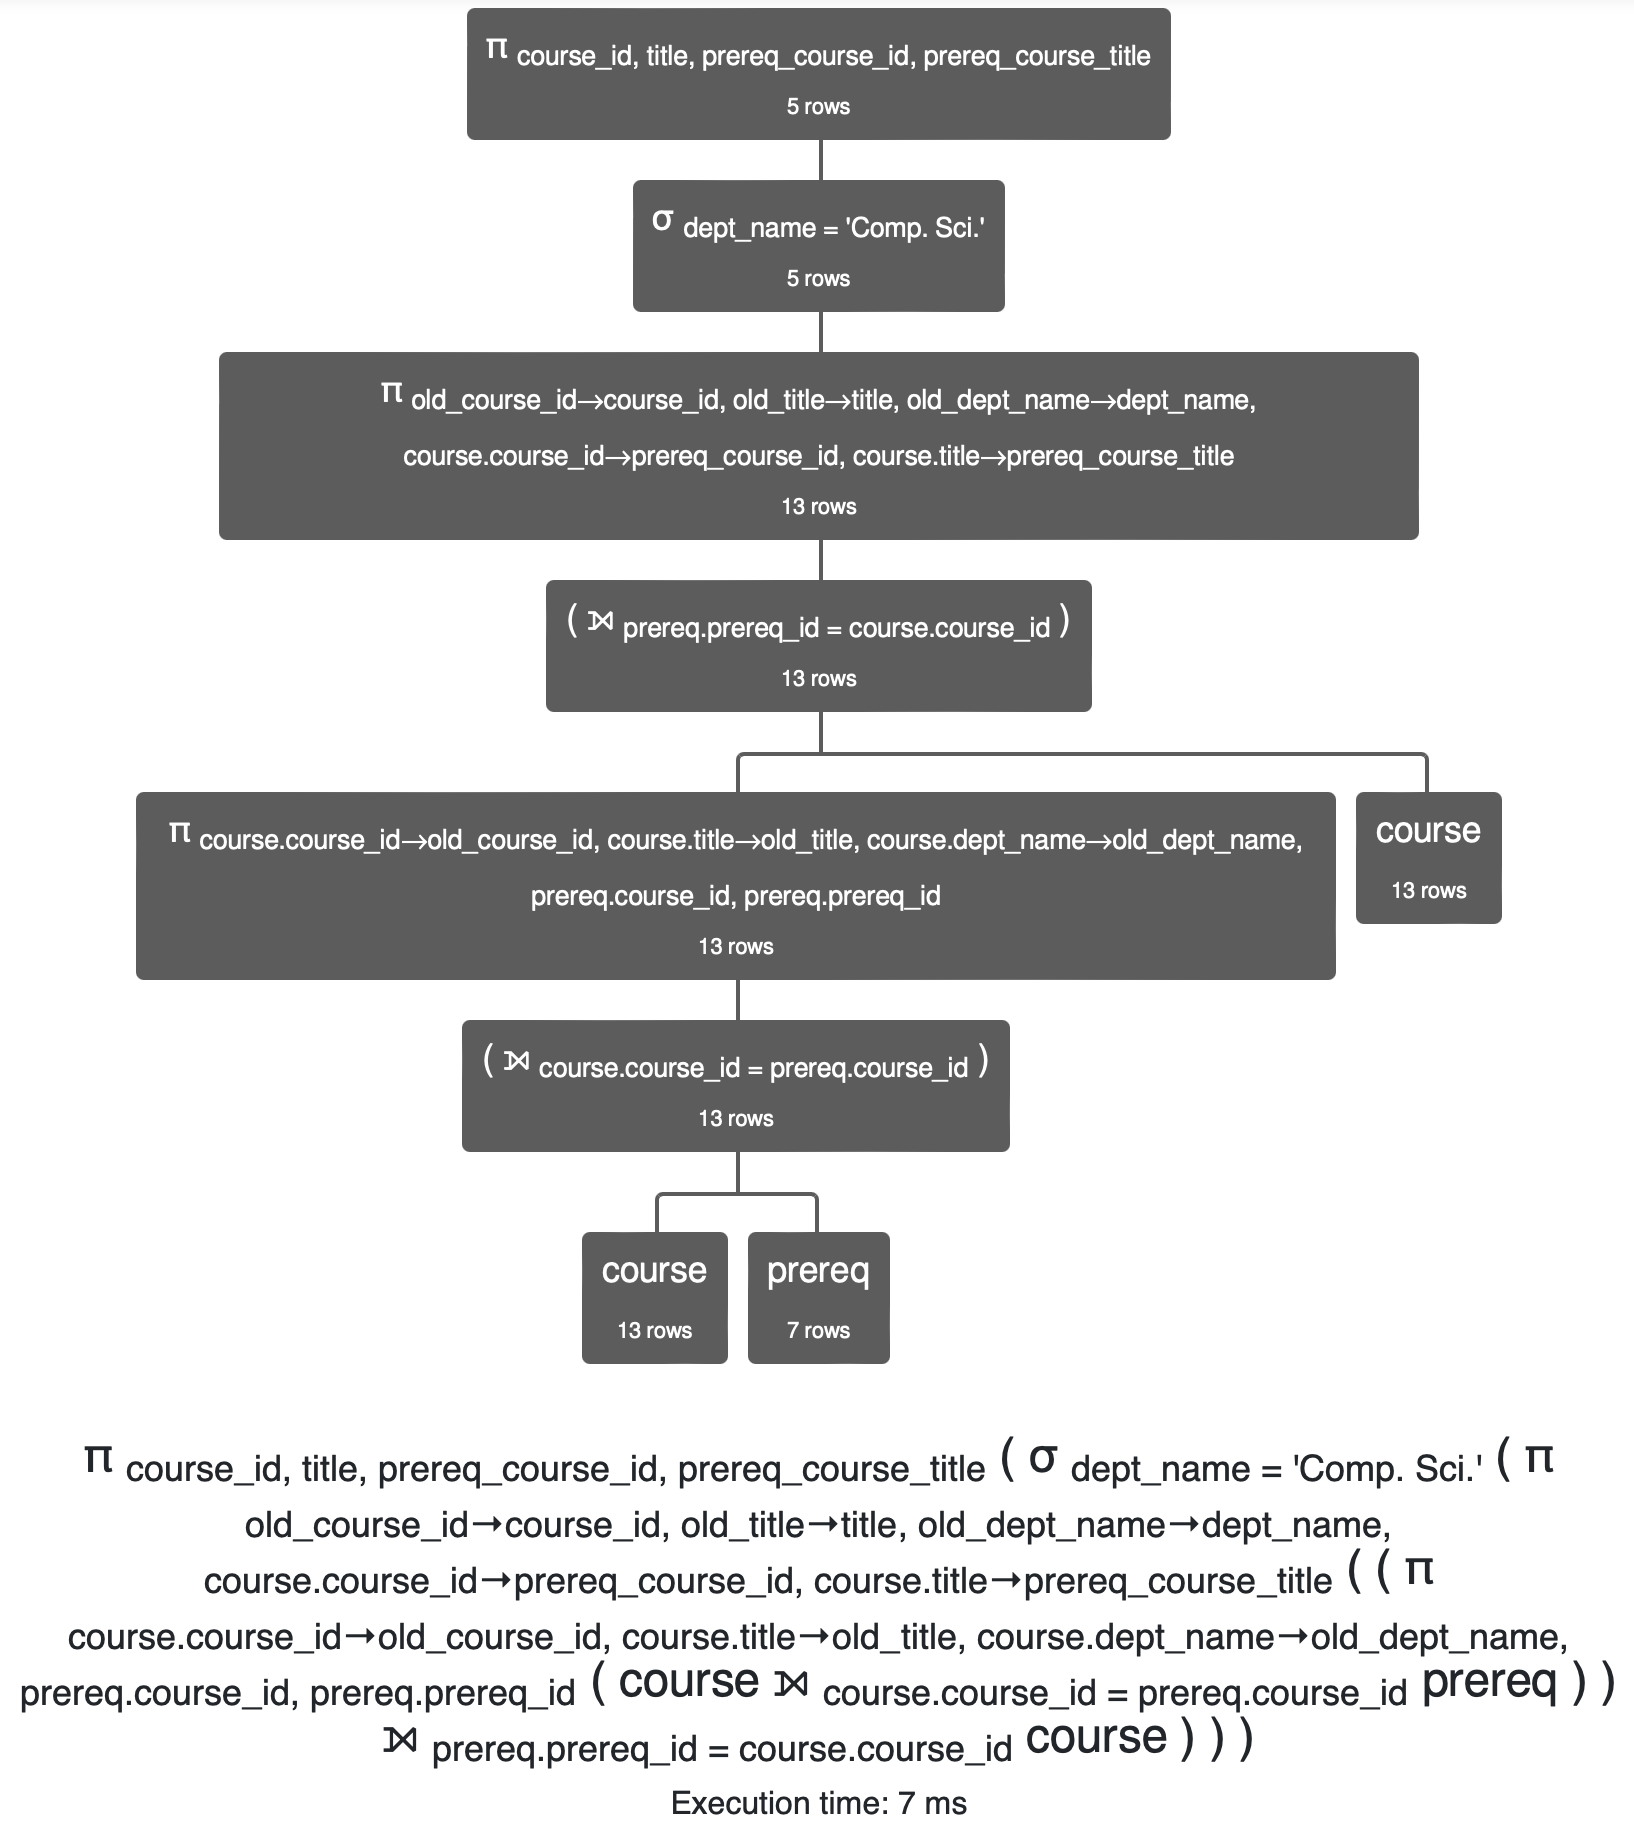 π course_id, title, prereq_course_id, prereq_course_title
5 rows
σ dept_name = 'Comp. Sci.'
5 rows
π old_course_id→course_id, old_title→title, old_dept_name→dept_name,
course.course_id→prereq_course_id, course.title→prereq_course_title
13 rows
( ⟕ prereq.prereq_id = course.course_id )
13 rows
π course.course_id→old_course_id, course.title→old_title, course.dept_name→old_dept_name,
prereq.course_id, prereq.prereq_id
13 rows
course
13 rows
( ⟕ course.course_id = prereq.course_id )
13 rows
course
13 rows
prereq
7 rows
π course_id, title, prereq_course_id, prereq_course_title ( σ dept_name = 'Comp. Sci.' ( π
old_course_id→course_id, old_title→title, old_dept_name→dept_name,
course.course_id→prereq_course_id, course.title→prereq_course_title ( ( π
course.course_id→old_course_id, course.title→old_title, course.dept_name→old_dept_name,
prereq.course_id, prereq.prereq_id ( course ⟕ course.course_id = prereq.course_id prereq ) )
⟕ prereq.prereq_id = course.course_id course ) ) )
Execution time: 7 ms